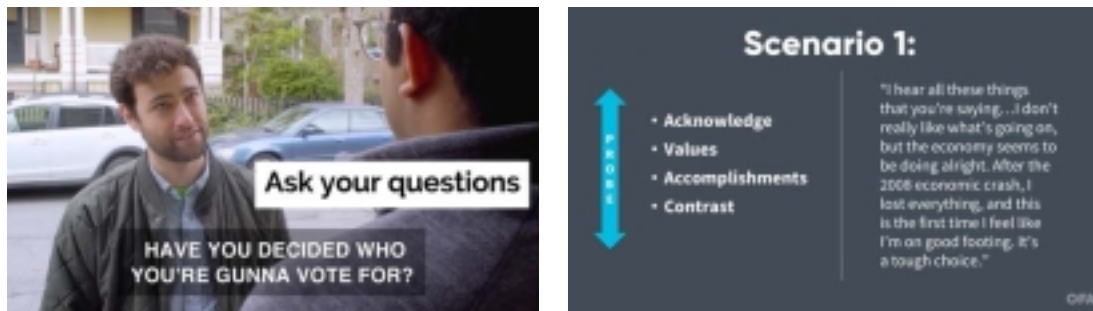 Ask your questions
HAVE YOU DECIDED WHO
YOU'RE GUNNA VOTE FOR?
Scenario 1:
PROBE
• Acknowledge
• Values
• Accomplishments
• Contrast
"I hear all these things
that you're saying...I don't
really like what's going on,
but the economy seems to
be doing alright. After the
2008 economic crash, I
lost everything, and this
is the first time I feel like
I'm on good footing. It's
a tough choice."
OFA